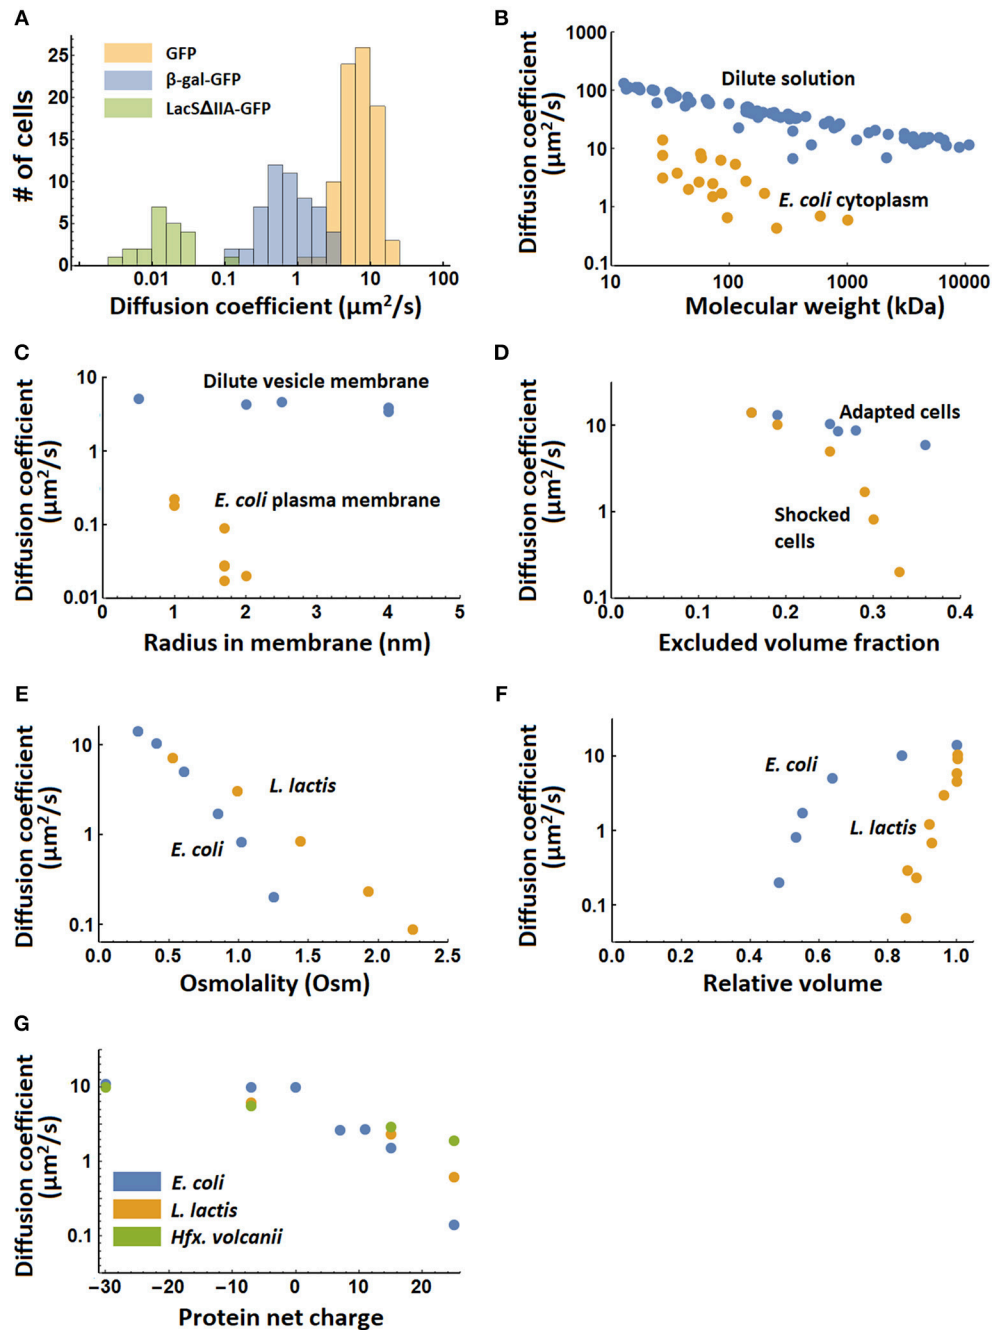 A
# of cells
25
20
15
10
5
0
GFP
β-gal-GFP
LacSΔIIA-GFP
0.01
0.1
1
10
100
Diffusion coefficient (μm²/s)
B
Diffusion coefficient
(μm²/s)
1000
100
10
1
0.1
Dilute solution
E. coli cytoplasm
10
100
1000
10000
Molecular weight (kDa)
C
Diffusion coefficient
(μm²/s)
10
1
0.1
0.01
Dilute vesicle membrane
E. coli plasma membrane
0
1
2
3
4
5
Radius in membrane (nm)
D
Diffusion coefficient
(μm²/s)
10
1
0.1
Adapted cells
Shocked
cells
0.0
0.1
0.2
0.3
0.4
Excluded volume fraction
E
Diffusion coefficient
(μm²/s)
10
1
0.1
L. lactis
E. coli
0.0
0.5
1.0
1.5
2.0
2.5
Osmolality (Osm)
F
Diffusion coefficient
(μm²/s)
10
1
0.1
E. coli
L. lactis
0.0
0.2
0.4
0.6
0.8
1.0
Relative volume
G
Diffusion coefficient
(μm²/s)
10
1
0.1
E. coli
L. lactis
Hfx. volcanii
−30
−20
−10
0
10
20
Protein net charge